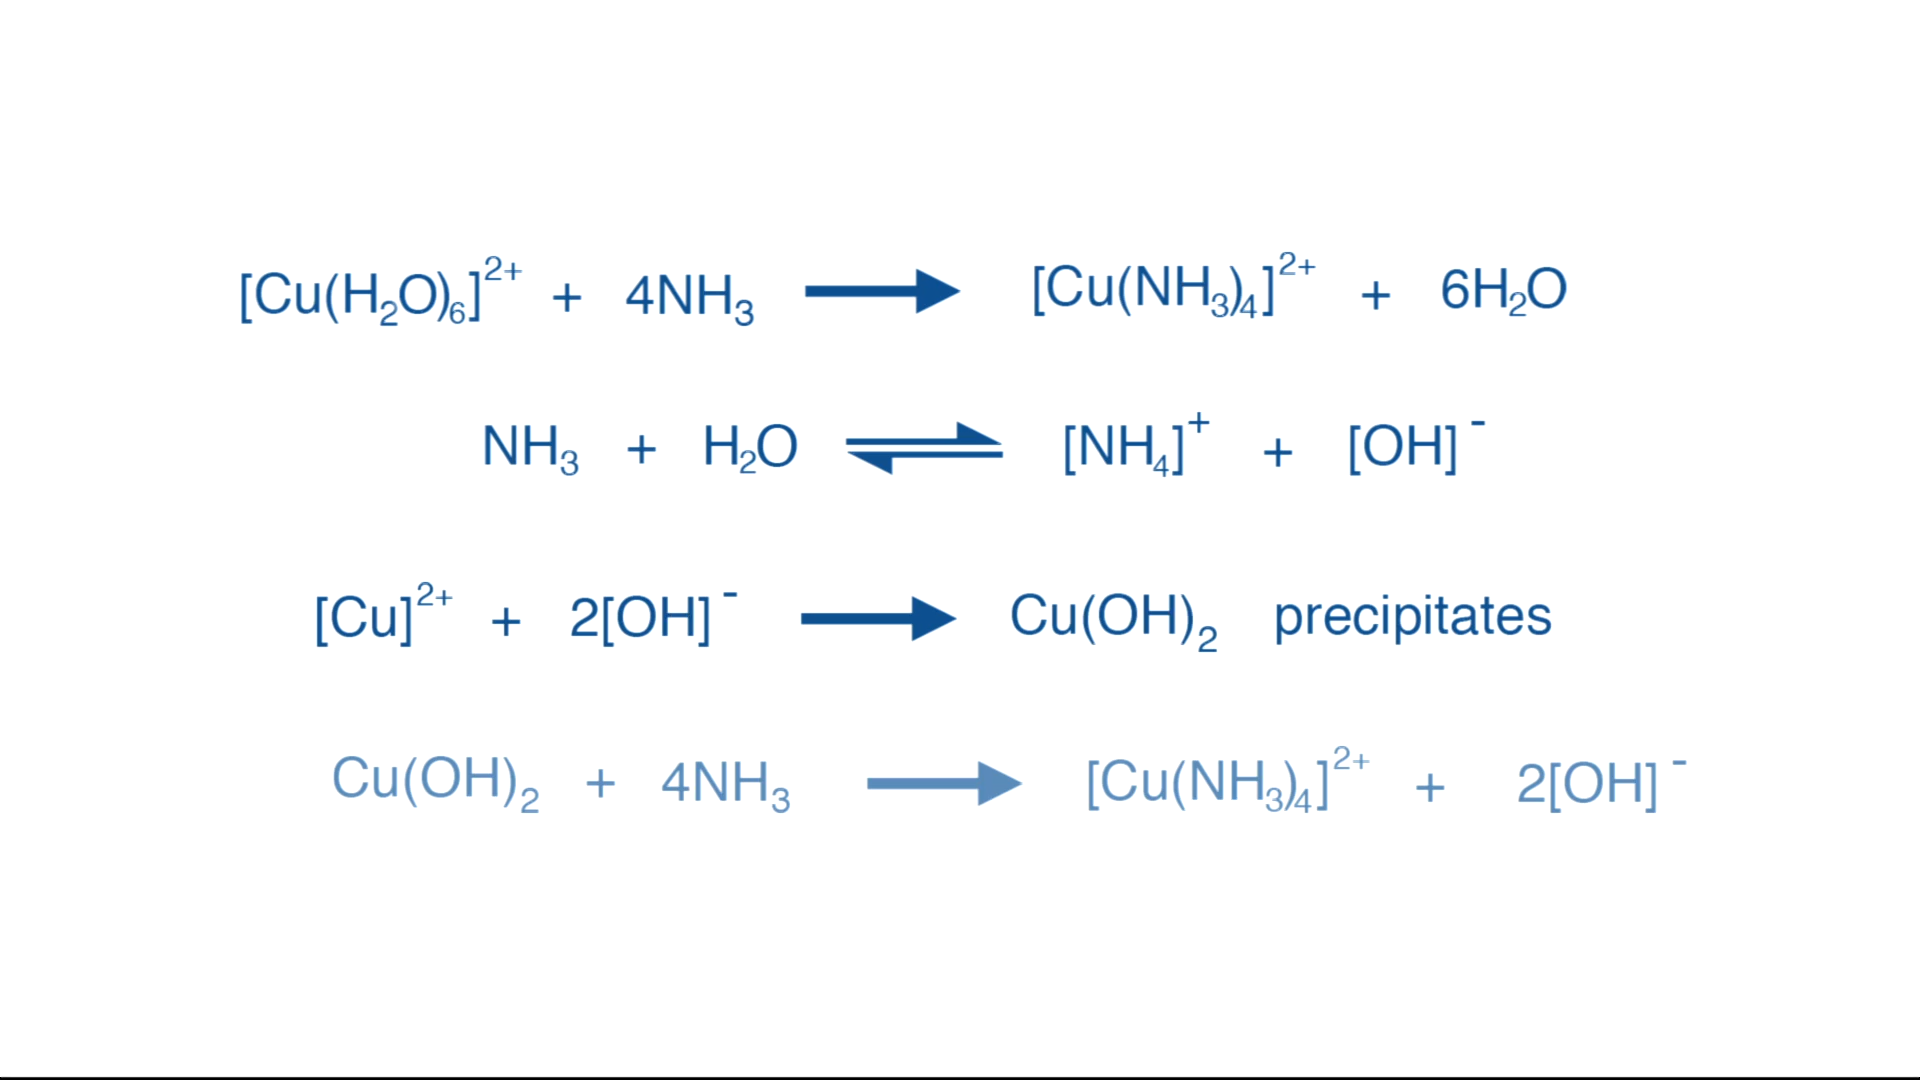 [Cu(H₂O)₆]²⁺ + 4NH₃ → [Cu(NH₃)₄]²⁺ + 6H₂O
NH₃ + H₂O ⇌ [NH₄]⁺ + [OH]⁻
[Cu]²⁺ + 2[OH]⁻ → Cu(OH)₂ precipitates
Cu(OH)₂ + 4NH₃ → [Cu(NH₃)₄]²⁺ + 2[OH]⁻